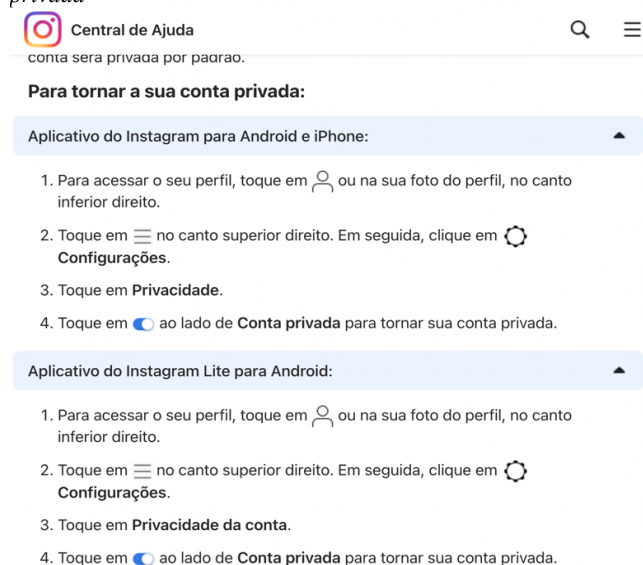 privada
Central de Ajuda
conta será privada por padrão.
Para tornar a sua conta privada:
Aplicativo do Instagram para Android e iPhone:
1. Para acessar o seu perfil, toque em ou na sua foto do perfil, no canto
inferior direito.
2. Toque em no canto superior direito. Em seguida, clique em
Configurações.
3. Toque em Privacidade.
4. Toque em ao lado de Conta privada para tornar sua conta privada.
Aplicativo do Instagram Lite para Android:
1. Para acessar o seu perfil, toque em ou na sua foto do perfil, no canto
inferior direito.
2. Toque em no canto superior direito. Em seguida, clique em
Configurações.
3. Toque em Privacidade da conta.
4. Toque em ao lado de Conta privada para tornar sua conta privada.